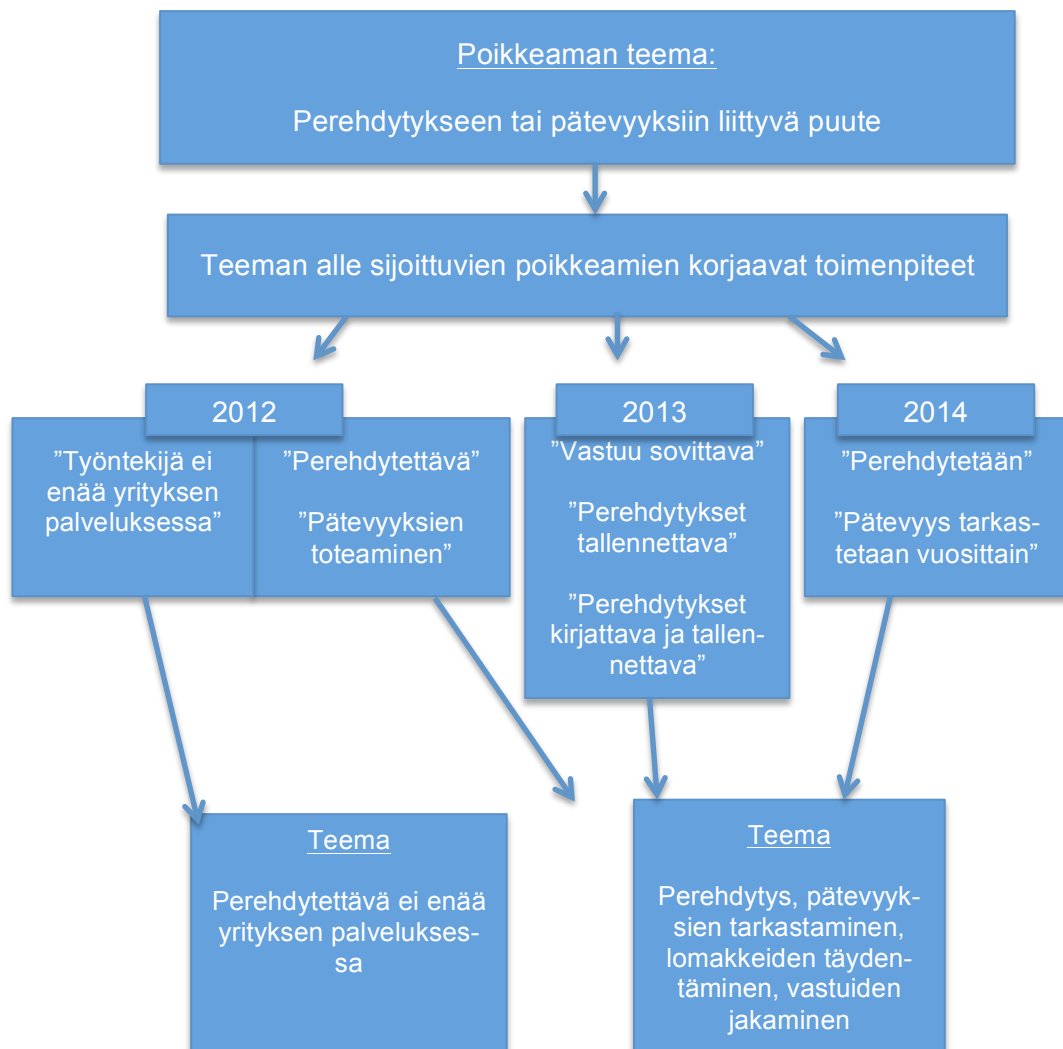 Poikkeaman teema:
Perehdytykseen tai pätevyyksiin liittyvä puute
Teeman alle sijoittuvien poikkeamien korjaavat toimenpiteet
2012
”Työntekijä ei
enää yrityksen
palveluksessa”
”Perehdytettävä”
”Pätevyyksien
toteaminen”
2013
”Vastuu sovittava”
”Perehdytykset
tallennettava”
”Perehdytykset
kirjattava ja tallen-
nettava”
2014
”Perehdytetään”
”Pätevyys tarkas-
tetaan vuosittain”
Teema
Perehdytettävä ei enää
yrityksen palvelukses-
sa
Teema
Perehdytys, pätevyyk-
sien tarkastaminen,
lomakkeiden täyden-
täminen, vastuiden
jakaminen